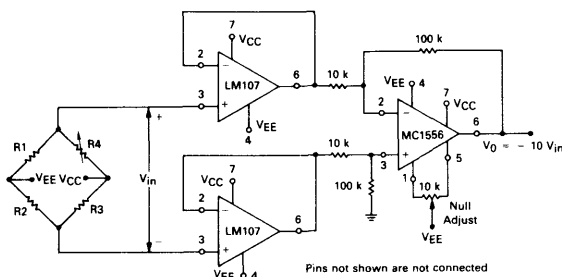 7
VCC
2
−
LM107
6
3
+
VEE
4
10 k
100 k
VEE
4
7
VCC
2
−
MC1556
6
3
+
1
5
V0 = − 10 Vin
10 k
Null
Adjust
VEE
R1
R4
VEE VCC
R2
R3
+
Vin
−
VCC
7
2
−
LM107
6
3
+
VEE
4
10 k
100 k
Pins not shown are not connected